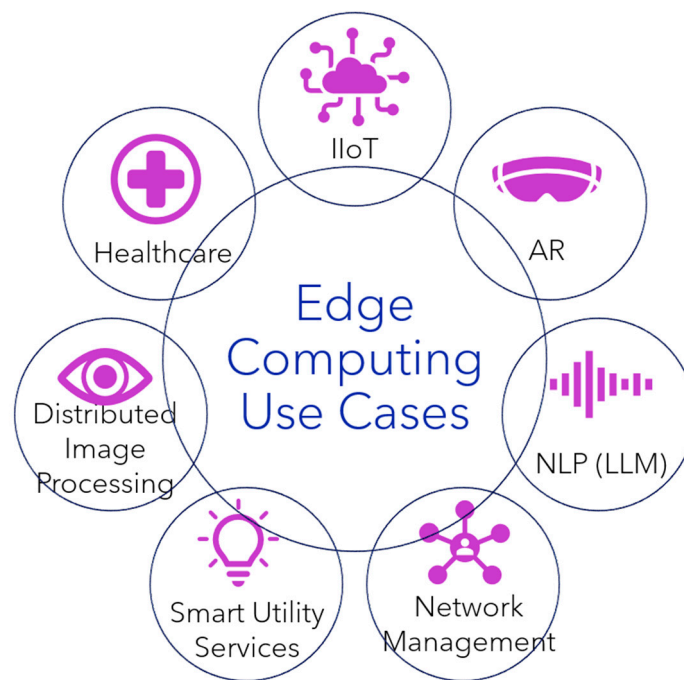 IIoT
Healthcare
AR
Edge
Computing
Use Cases
Distributed
Image
Processing
NLP (LLM)
Smart Utility
Services
Network
Management